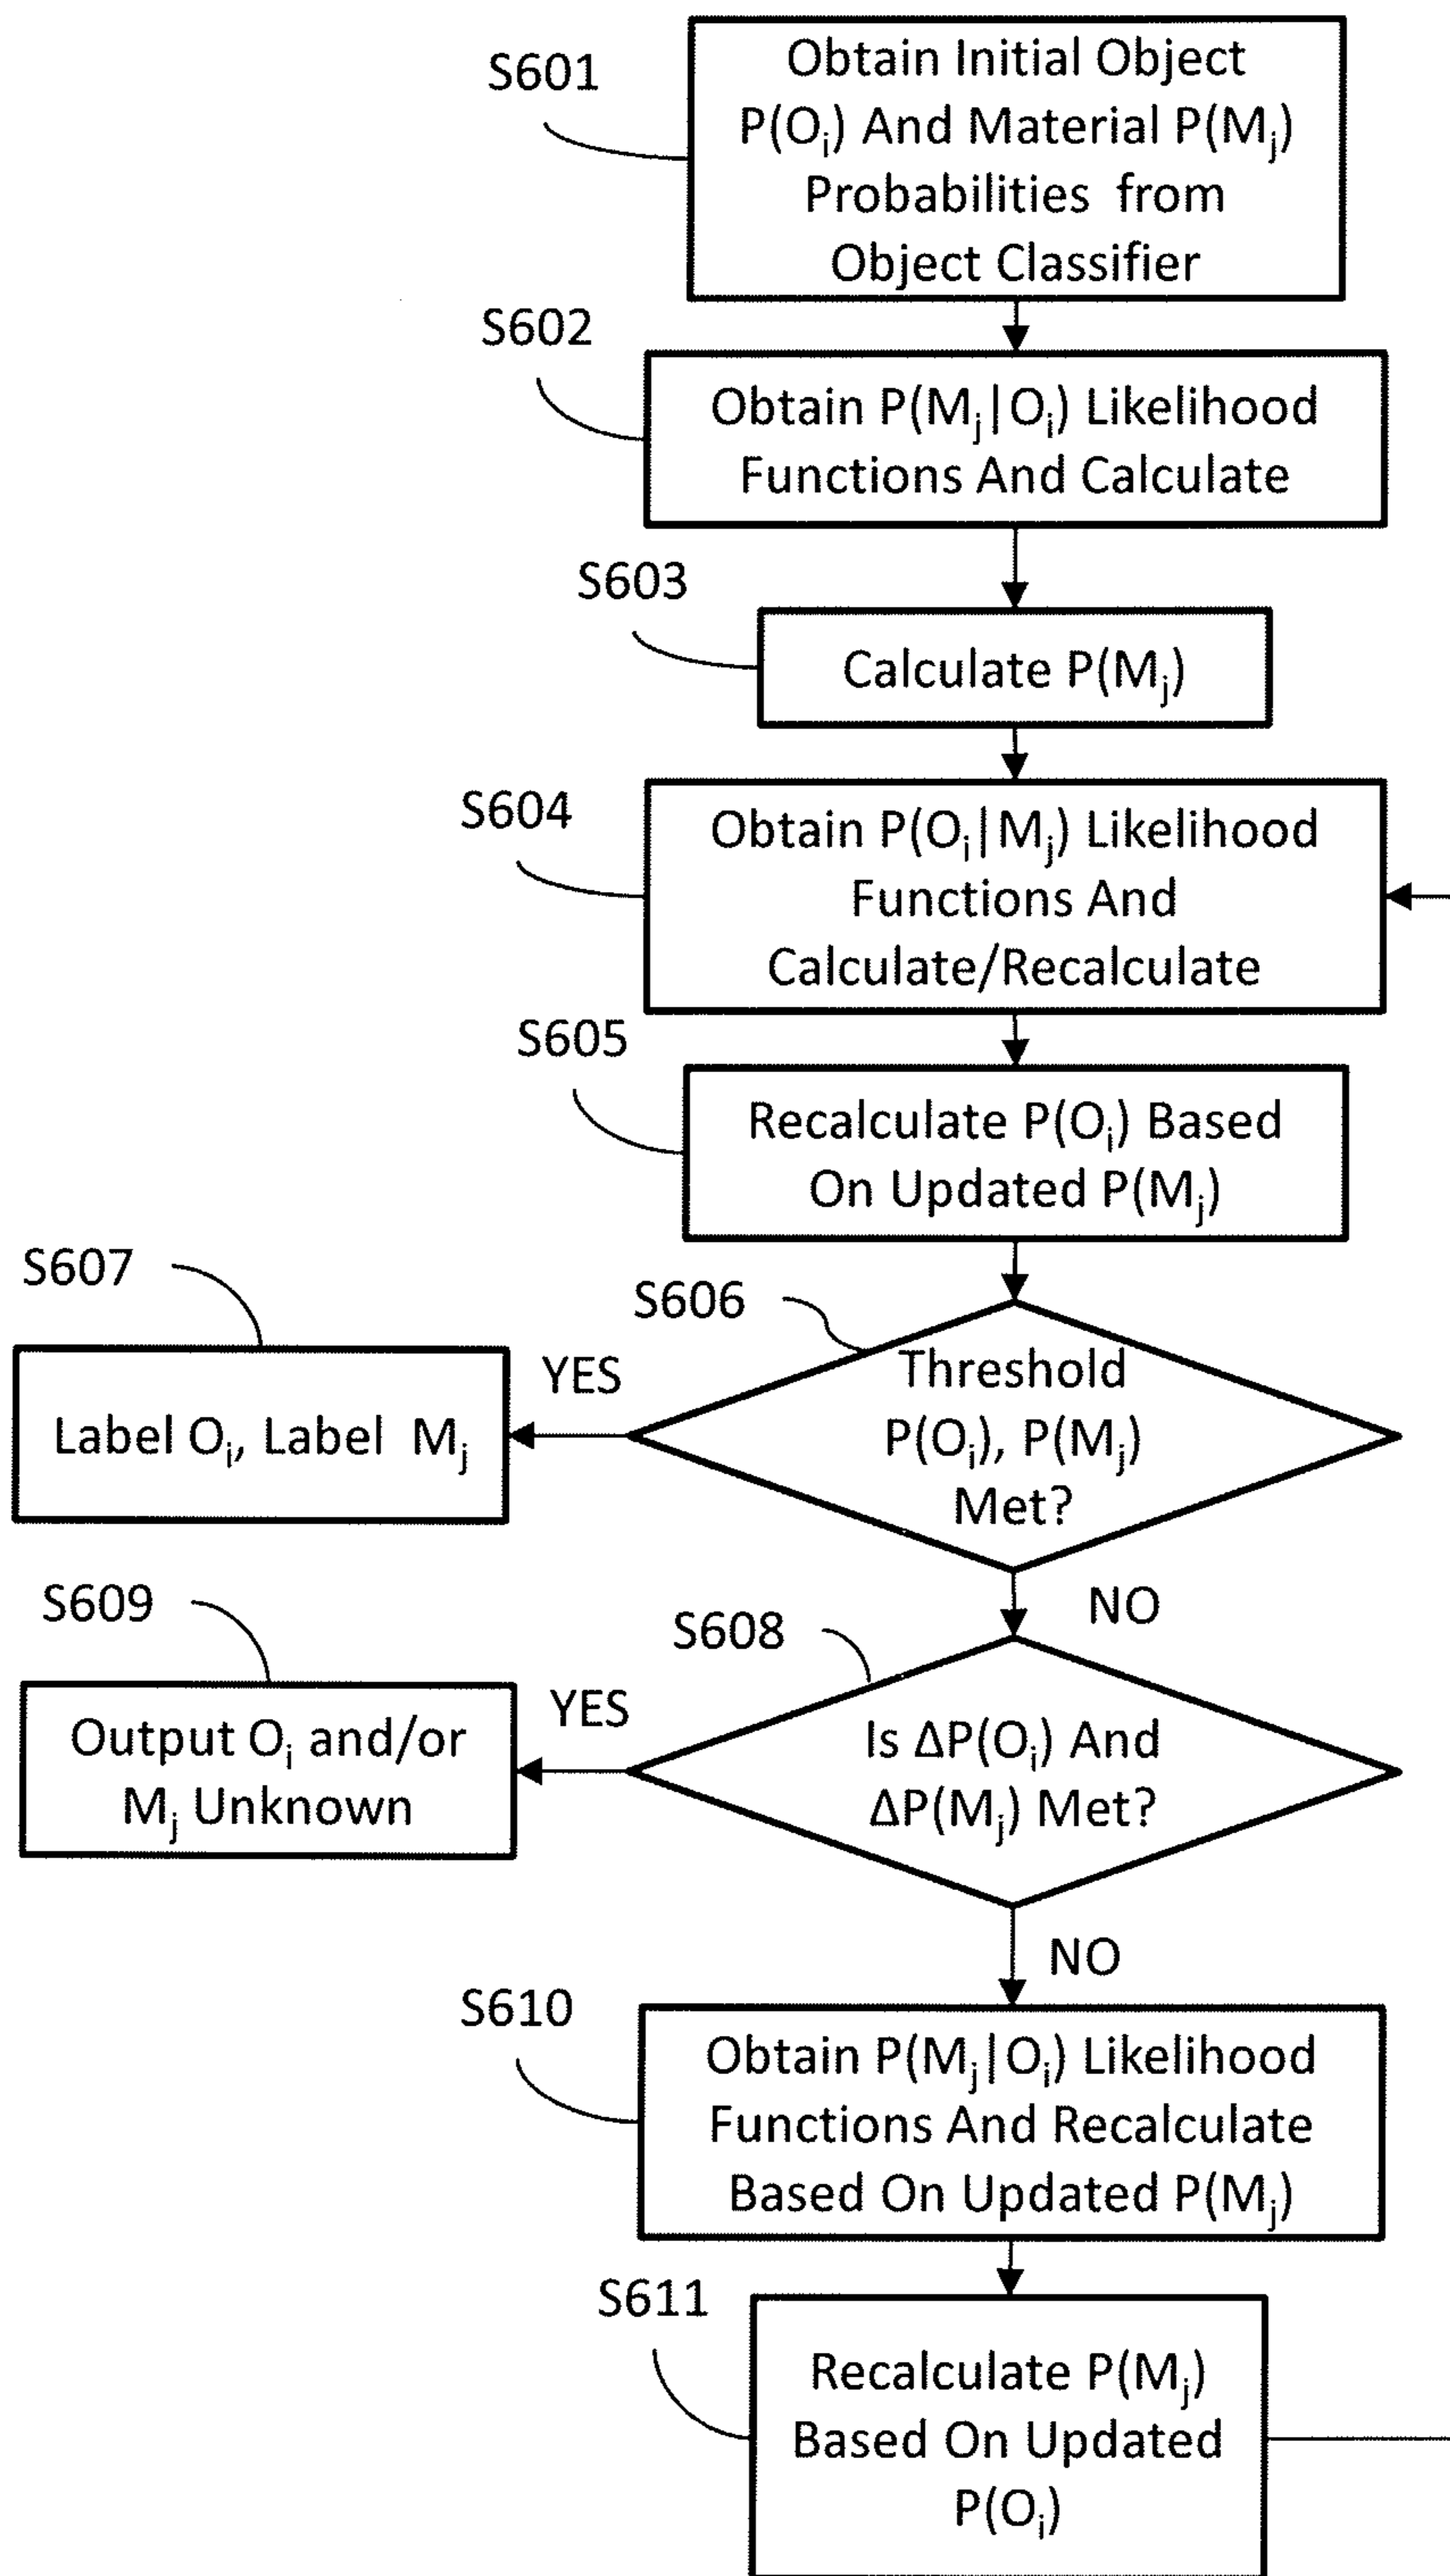 S601
Obtain Initial Object
P(Oᵢ) And Material P(Mⱼ)
Probabilities from
Object Classifier
S602
Obtain P(Mⱼ|Oᵢ) Likelihood
Functions And Calculate
S603
Calculate P(Mⱼ)
S604
Obtain P(Oᵢ|Mⱼ) Likelihood
Functions And
Calculate/Recalculate
S605
Recalculate P(Oᵢ) Based
On Updated P(Mⱼ)
S606
Threshold
P(Oᵢ), P(Mⱼ)
Met?
YES
S607
Label Oᵢ, Label Mⱼ
NO
S608
Is ΔP(Oᵢ) And
ΔP(Mⱼ) Met?
YES
S609
Output Oᵢ and/or
Mⱼ Unknown
NO
S610
Obtain P(Mⱼ|Oᵢ) Likelihood
Functions And Recalculate
Based On Updated P(Mⱼ)
S611
Recalculate P(Mⱼ)
Based On Updated
P(Oᵢ)